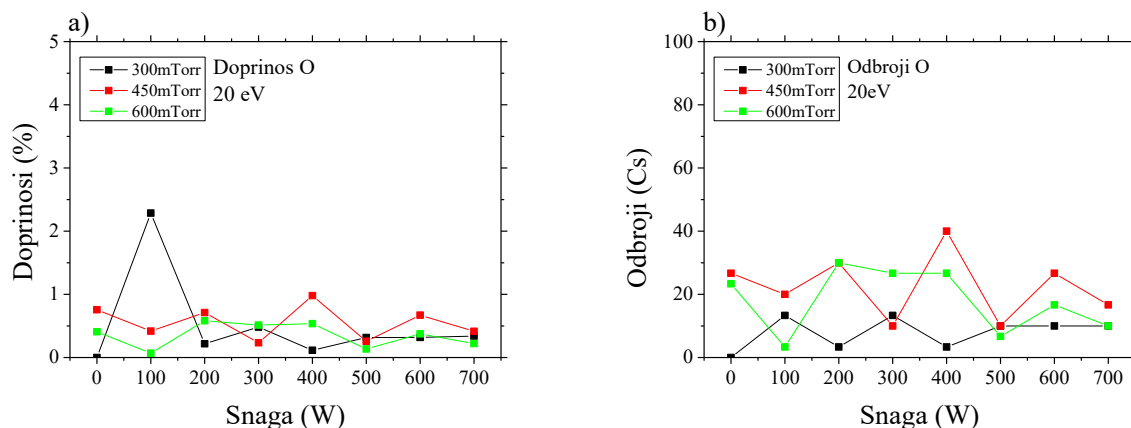 a)
5
4
3
2
1
0
Doprinosi (%)
300mTorr
450mTorr
600mTorr
Doprinos O
20 eV
0 100 200 300 400 500 600 700
Snaga (W)
b)
100
80
60
40
20
0
Odbroji (Cs)
300mTorr
450mTorr
600mTorr
Odbroji O
20eV
0 100 200 300 400 500 600 700
Snaga (W)